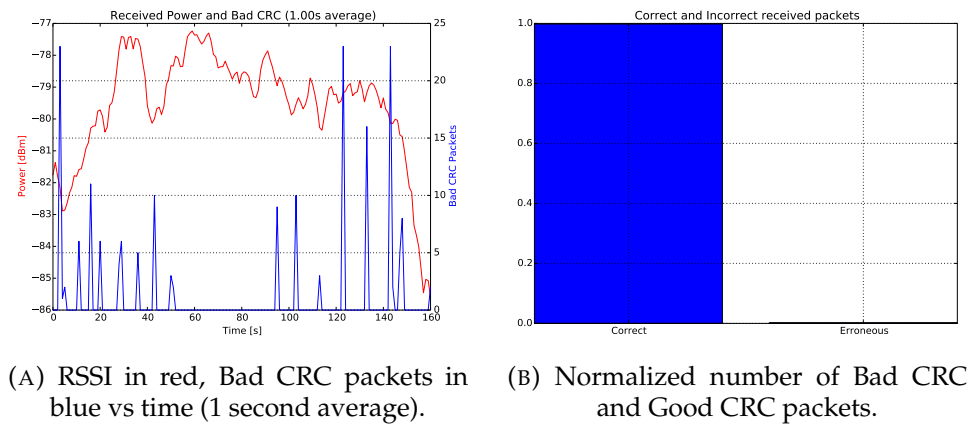 Received Power and Bad CRC (1.00s average)
−77
−78
−79
−80
−81
−82
−83
−84
−85
−86
Power [dBm]
25
20
15
10
5
0
Bad CRC Packets
0 20 40 60 80 100 120 140 160
Time [s]
Correct and Incorrect received packets
1.0
0.8
0.6
0.4
0.2
0.0
Correct Erroneous
(A) RSSI in red, Bad CRC packets in
blue vs time (1 second average).
(B) Normalized number of Bad CRC
and Good CRC packets.